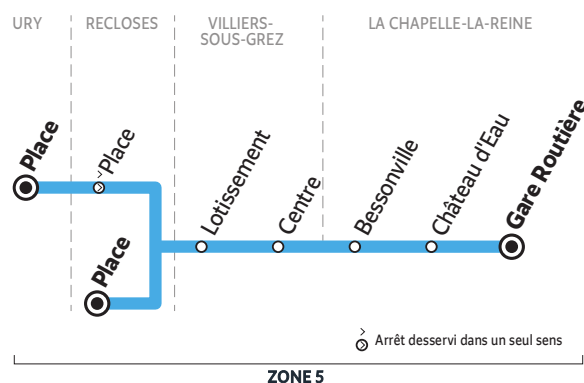 URY
RECLOSES
VILLIERS-
SOUS-GREZ
LA CHAPELLE-LA-REINE
Place
Place
Place
Lotissement
Centre
Bessonville
Château d'Eau
Gare Routière
Arrêt desservi dans un seul sens
ZONE 5